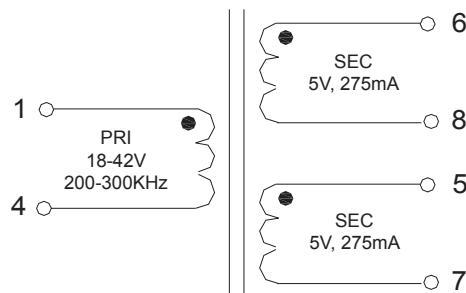 6
SEC
5V, 275mA
8
1
PRI
18-42V
200-300KHz
4
5
SEC
5V, 275mA
7